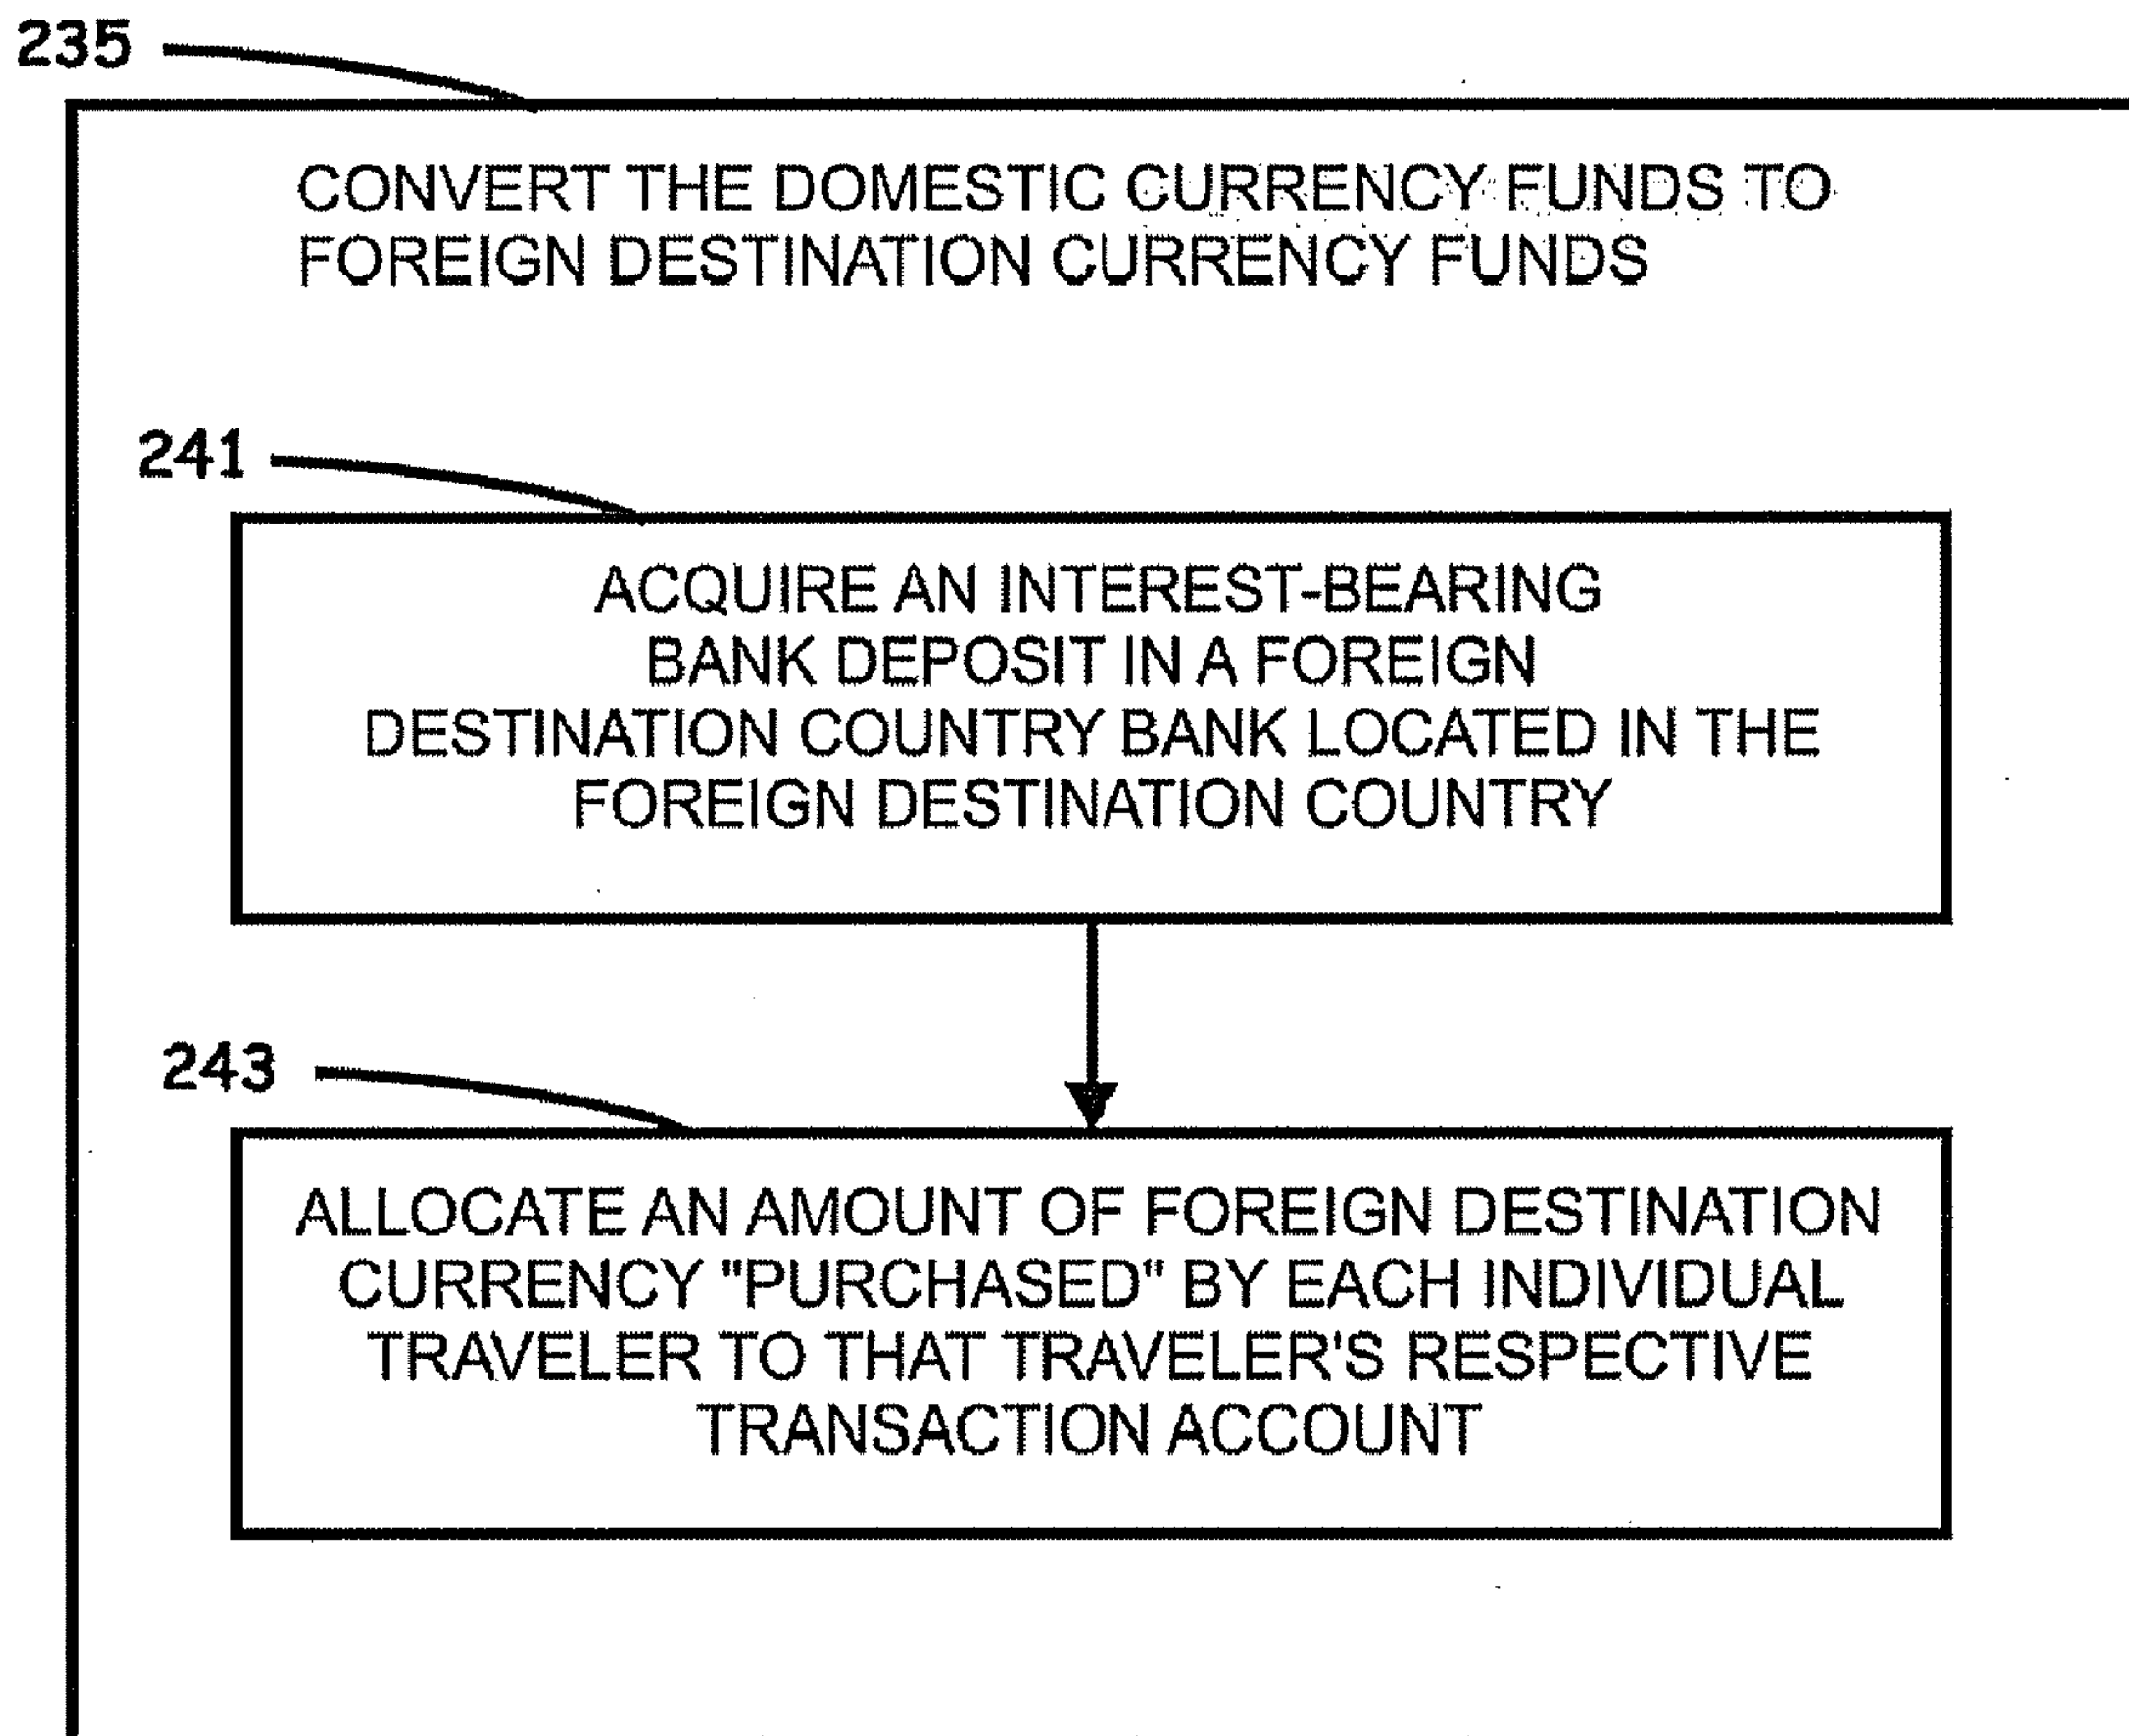 235
CONVERT THE DOMESTIC CURRENCY FUNDS TO
FOREIGN DESTINATION CURRENCY FUNDS
241
ACQUIRE AN INTEREST-BEARING
BANK DEPOSIT IN A FOREIGN
DESTINATION COUNTRY BANK LOCATED IN THE
FOREIGN DESTINATION COUNTRY
243
ALLOCATE AN AMOUNT OF FOREIGN DESTINATION
CURRENCY "PURCHASED" BY EACH INDIVIDUAL
TRAVELER TO THAT TRAVELER'S RESPECTIVE
TRANSACTION ACCOUNT